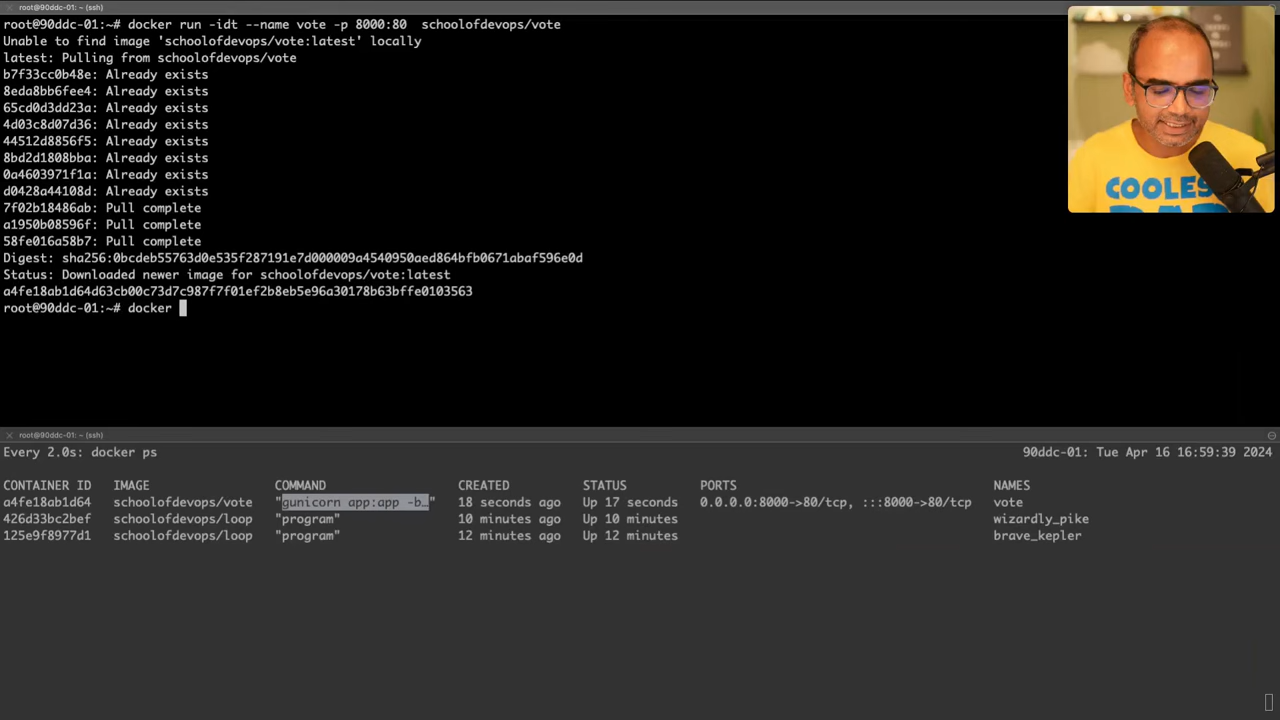 root@90ddc-01: ~ (ssh)
root@90ddc-01:~# docker run -idt --name vote -p 8000:80  schoolofdevops/vote
Unable to find image 'schoolofdevops/vote:latest' locally
latest: Pulling from schoolofdevops/vote
b7f33cc0b48e: Already exists
8eda8bb6fee4: Already exists
65cd0d3dd23a: Already exists
4d03c8d07d36: Already exists
44512d8856f5: Already exists
8bd2d1808bba: Already exists
0a4603971f1a: Already exists
d0428a44108d: Already exists
7f02b18486ab: Pull complete
a1950b08596f: Pull complete
58fe016a58b7: Pull complete
Digest: sha256:0bcdeb55763d0e535f287191e7d000009a4540950aed864bfb0671abaf596e0d
Status: Downloaded newer image for schoolofdevops/vote:latest
a4fe18ab1d64d63cb00c73d7c987f7f01ef2b8eb5e96a30178b63bffe0103563
root@90ddc-01:~# docker
COOLES
root@90ddc-01: ~ (ssh)
Every 2.0s: docker ps 90ddc-01: Tue Apr 16 16:59:39 2024
CONTAINER ID IMAGE COMMAND CREATED STATUS PORTS NAMES
a4fe18ab1d64 schoolofdevops/vote "gunicorn app:app -b…" 18 seconds ago Up 17 seconds 0.0.0.0:8000->80/tcp, :::8000->80/tcp vote
426d33bc2bef schoolofdevops/loop "program" 10 minutes ago Up 10 minutes wizardly_pike
125e9f8977d1 schoolofdevops/loop "program" 12 minutes ago Up 12 minutes brave_kepler